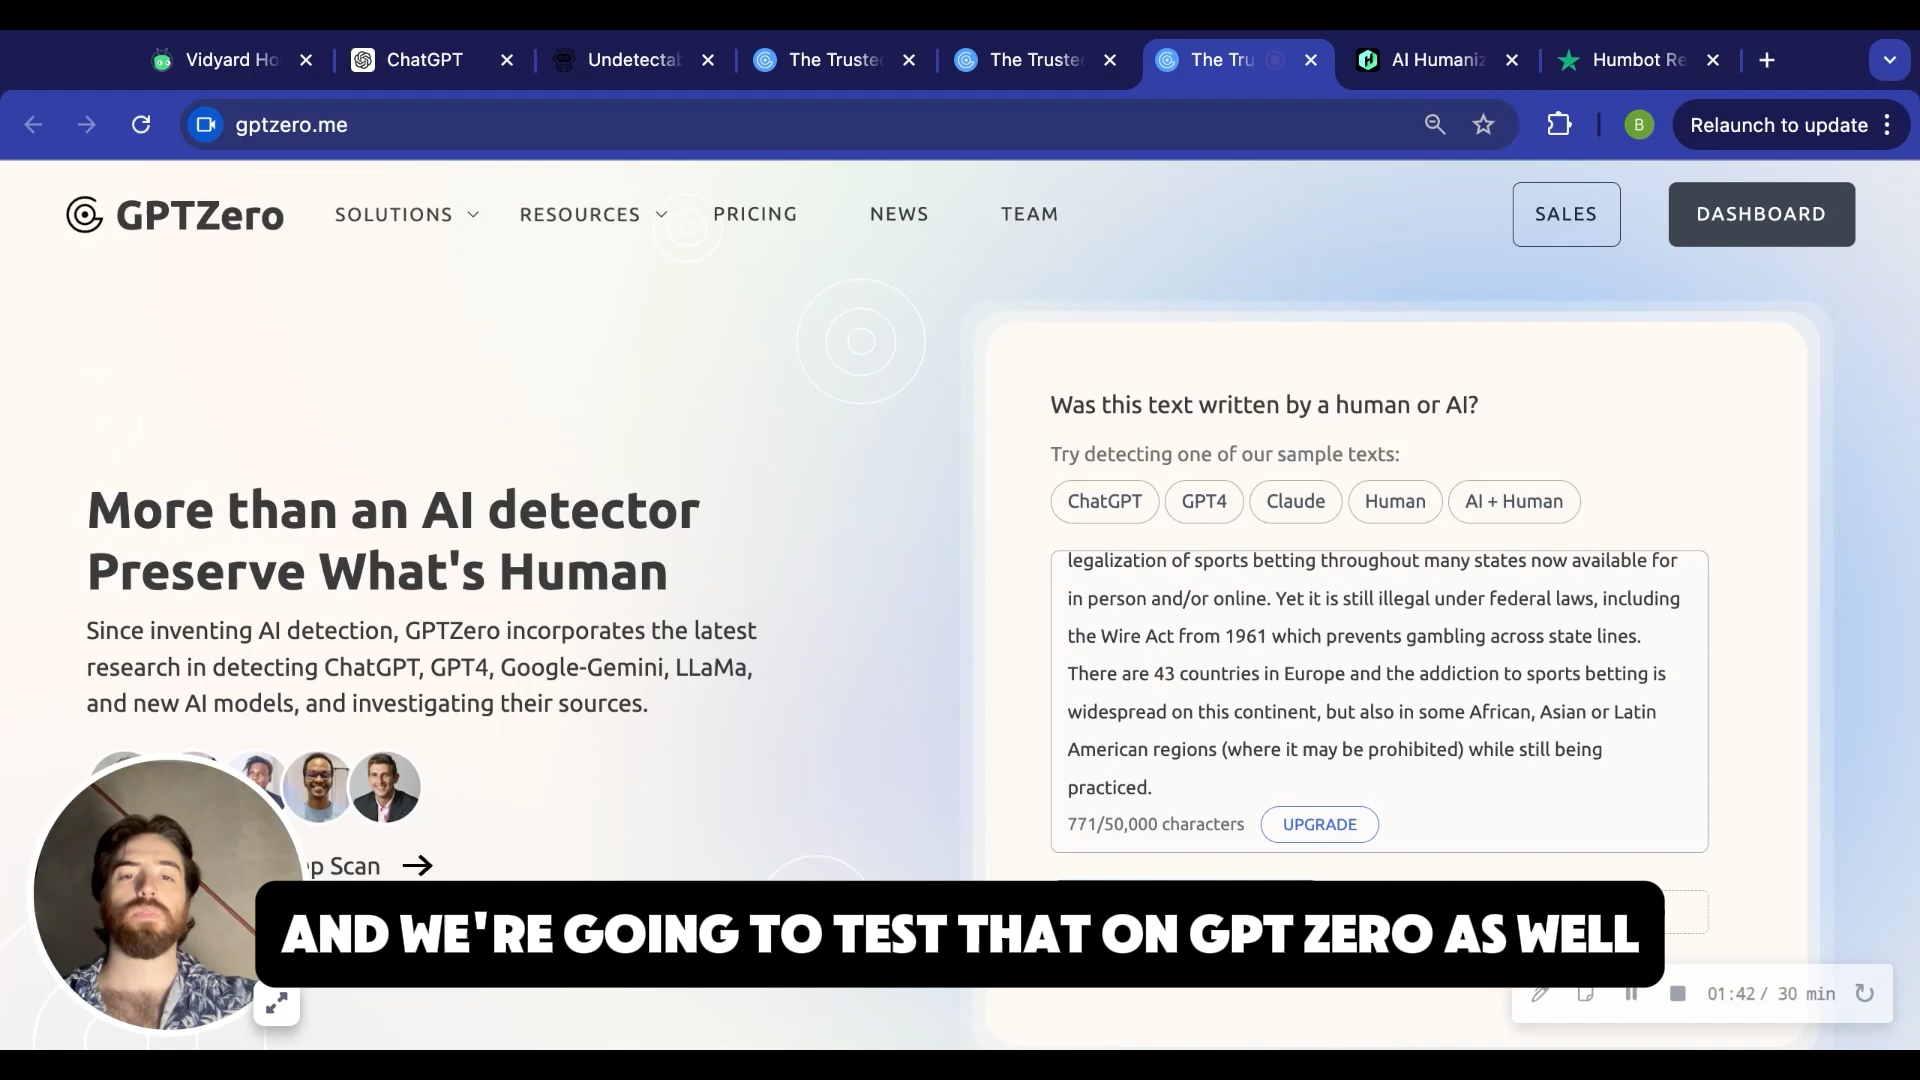 Vidyard Ho
ChatGPT
Undetectab
The Truste
The Truste
The Tru
AI Humaniz
Humbot Re
gptzero.me
B
Relaunch to update
GPTZero
SOLUTIONS
RESOURCES
PRICING
NEWS
TEAM
SALES
DASHBOARD
More than an AI detector
Preserve What's Human
Since inventing AI detection, GPTZero incorporates the latest
research in detecting ChatGPT, GPT4, Google-Gemini, LLaMa,
and new AI models, and investigating their sources.
p Scan
Was this text written by a human or AI?
Try detecting one of our sample texts:
ChatGPT
GPT4
Claude
Human
AI + Human
legalization of sports betting throughout many states now available for
in person and/or online. Yet it is still illegal under federal laws, including
the Wire Act from 1961 which prevents gambling across state lines.
There are 43 countries in Europe and the addiction to sports betting is
widespread on this continent, but also in some African, Asian or Latin
American regions (where it may be prohibited) while still being
practiced.
771/50,000 characters
UPGRADE
AND WE'RE GOING TO TEST THAT ON GPT ZERO AS WELL
01:42 / 30 min